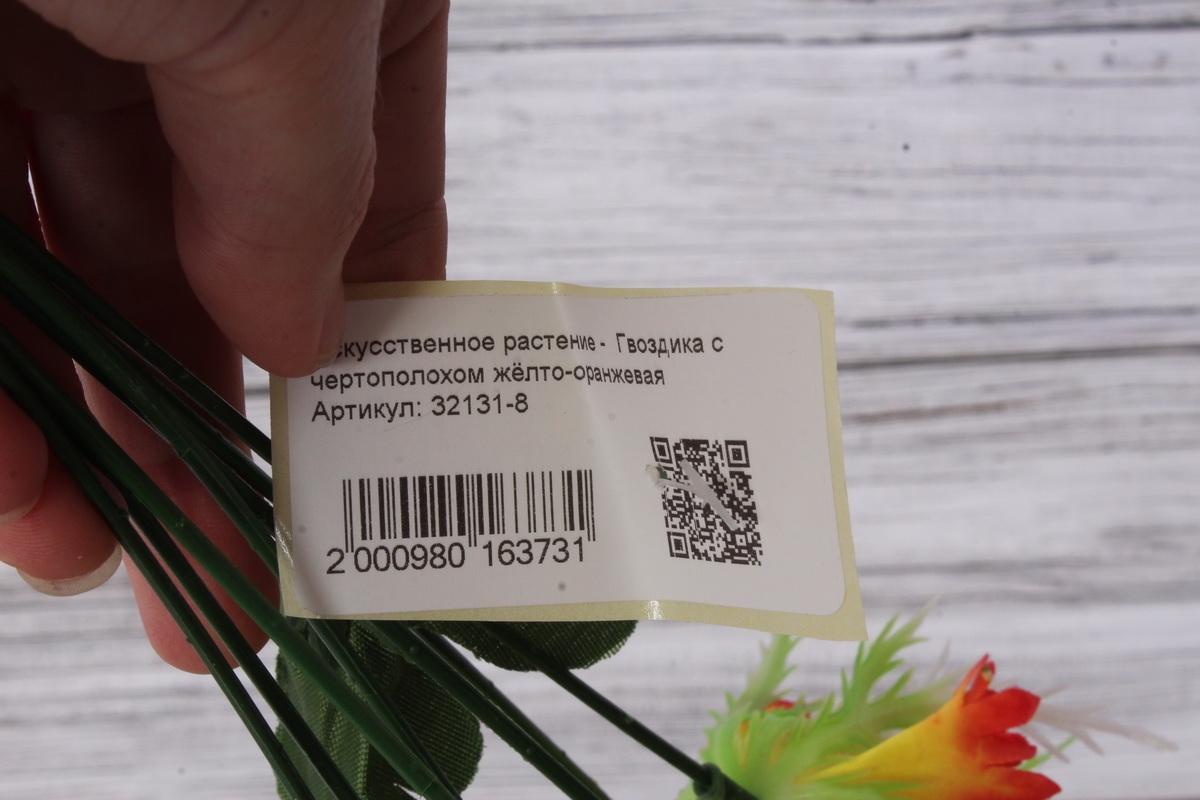 скусственное растение - Гвоздика с
чертополохом жёлто-оранжевая
Артикул: 32131-8
2 000980 163731